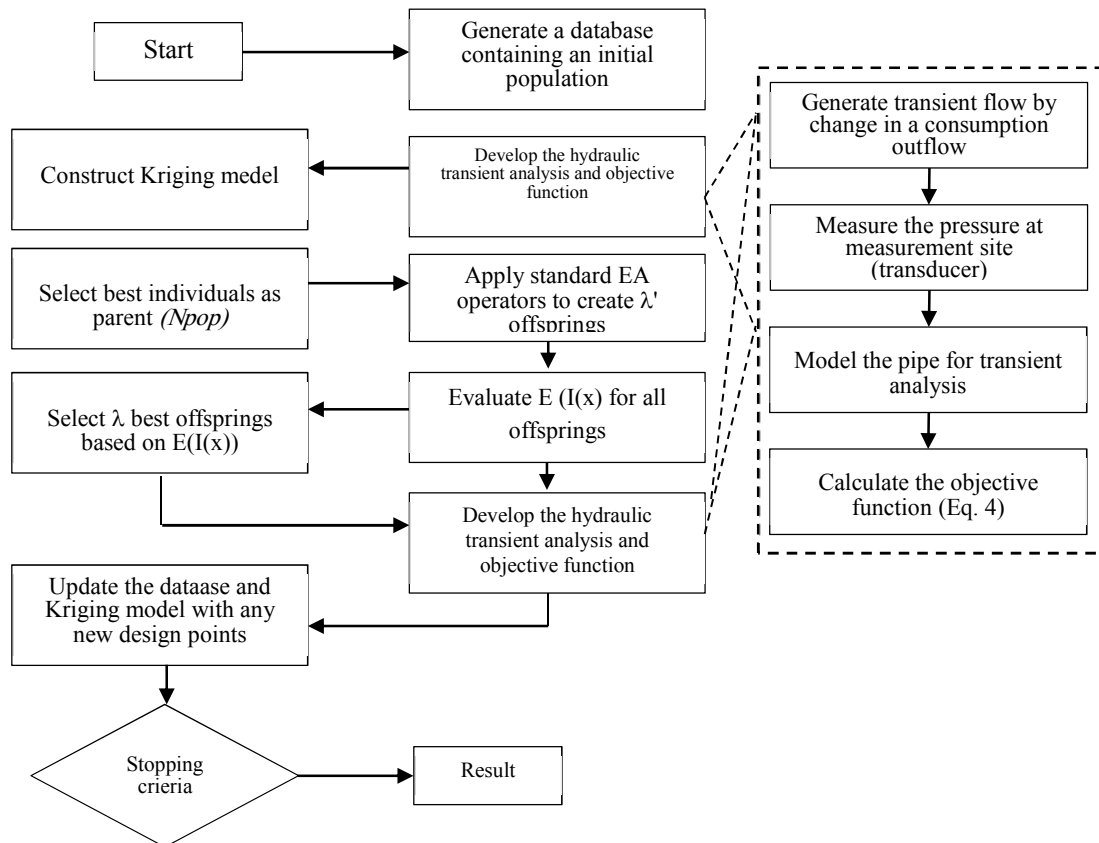 Start
Generate a database
containing an initial
population
Construct Kriging medel
Develop the hydraulic
transient analysis and objective
function
Select best individuals as
parent (Npop)
Apply standard EA
operators to create λ'
offsprings
Select λ best offsprings
based on E(I(x))
Evaluate E (I(x) for all
offsprings
Develop the hydraulic
transient analysis and
objective function
Update the dataase and
Kriging model with any
new design points
Stopping
crieria
Result
Generate transient flow by
change in a consumption
outflow
Measure the pressure at
measurement site
(transducer)
Model the pipe for transient
analysis
Calculate the objective
function (Eq. 4)